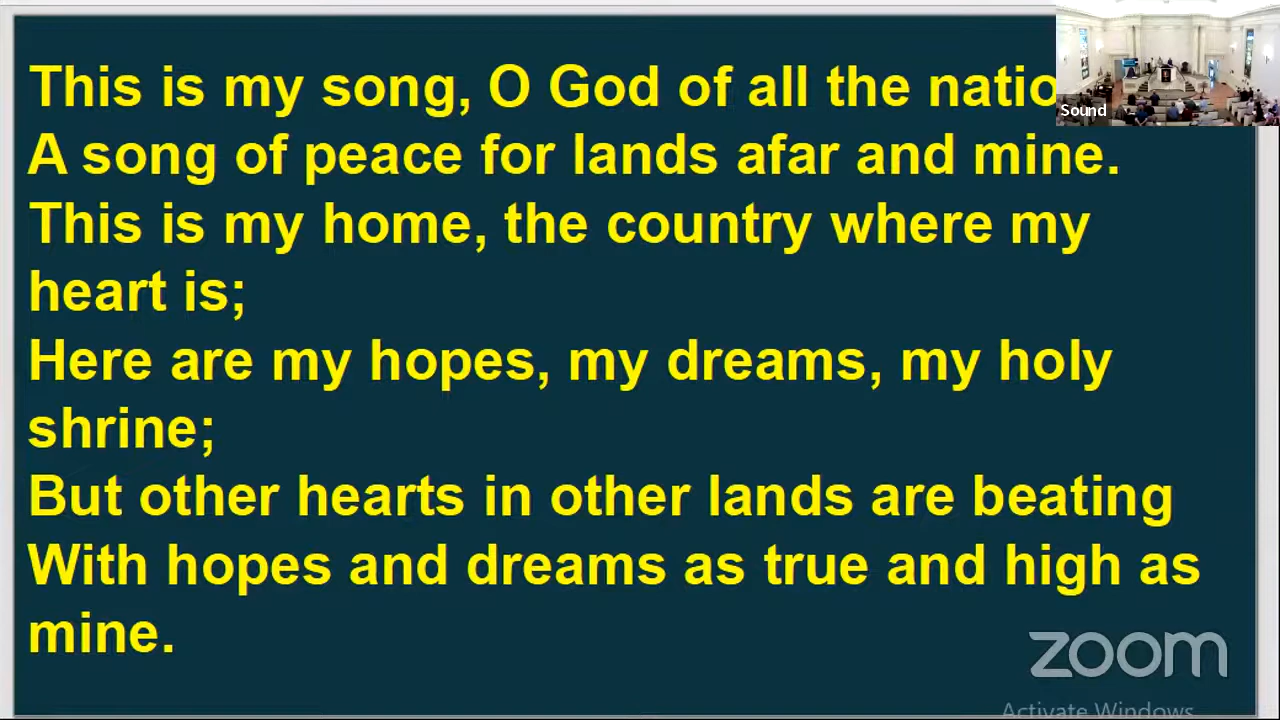 This is my song, O God of all the natio
A song of peace for lands afar and mine.
This is my home, the country where my
heart is;
Here are my hopes, my dreams, my holy
shrine;
But other hearts in other lands are beating
With hopes and dreams as true and high as
mine.
Sound
zoom
Activate Windows